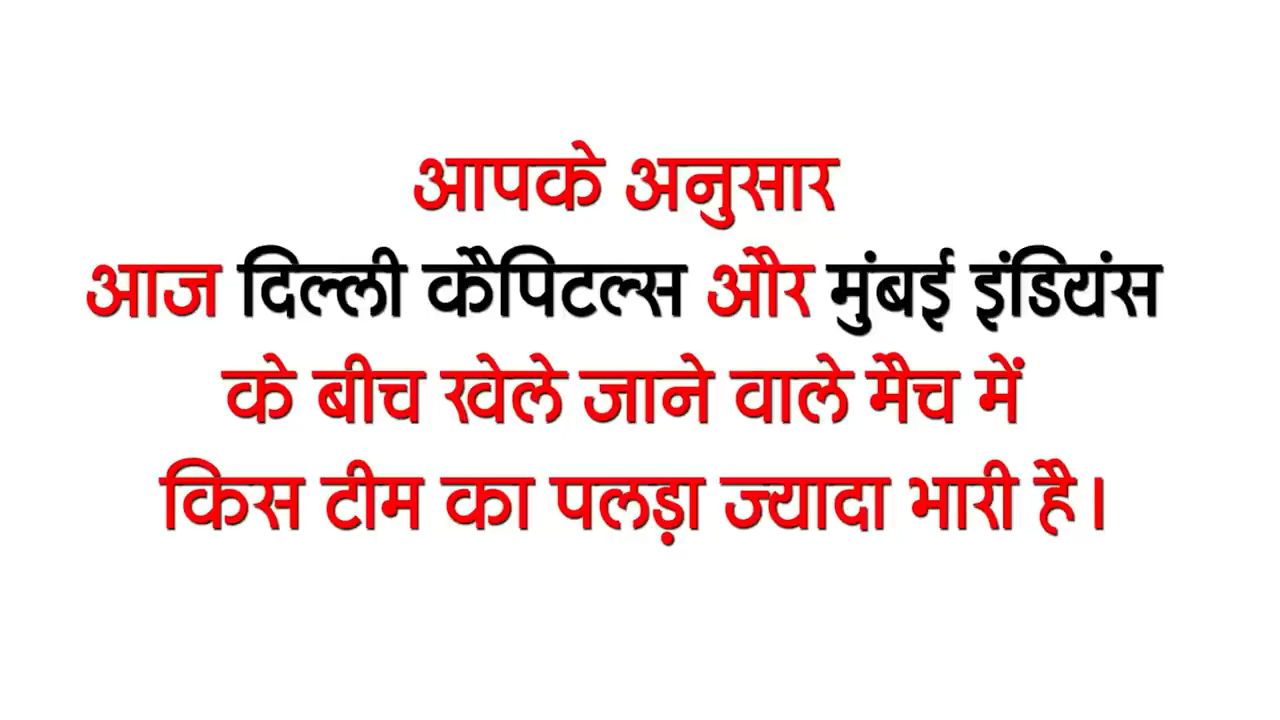 आपके अनुसार
आज दिल्ली कैपिटल्स और मुंबई इंडियंस
के बीच खेले जाने वाले मैच में
किस टीम का पलड़ा ज्यादा भारी है।